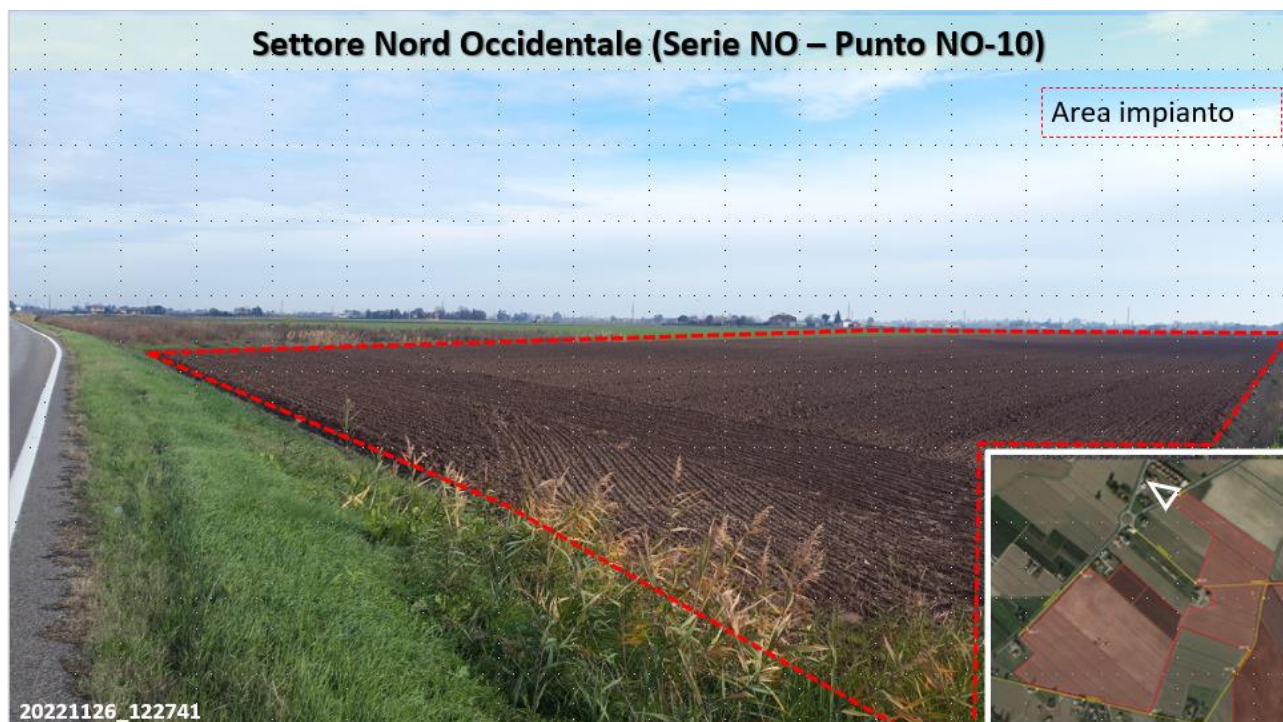 Settore Nord Occidentale (Serie NO – Punto NO-10)
Area impianto
20221126_122741